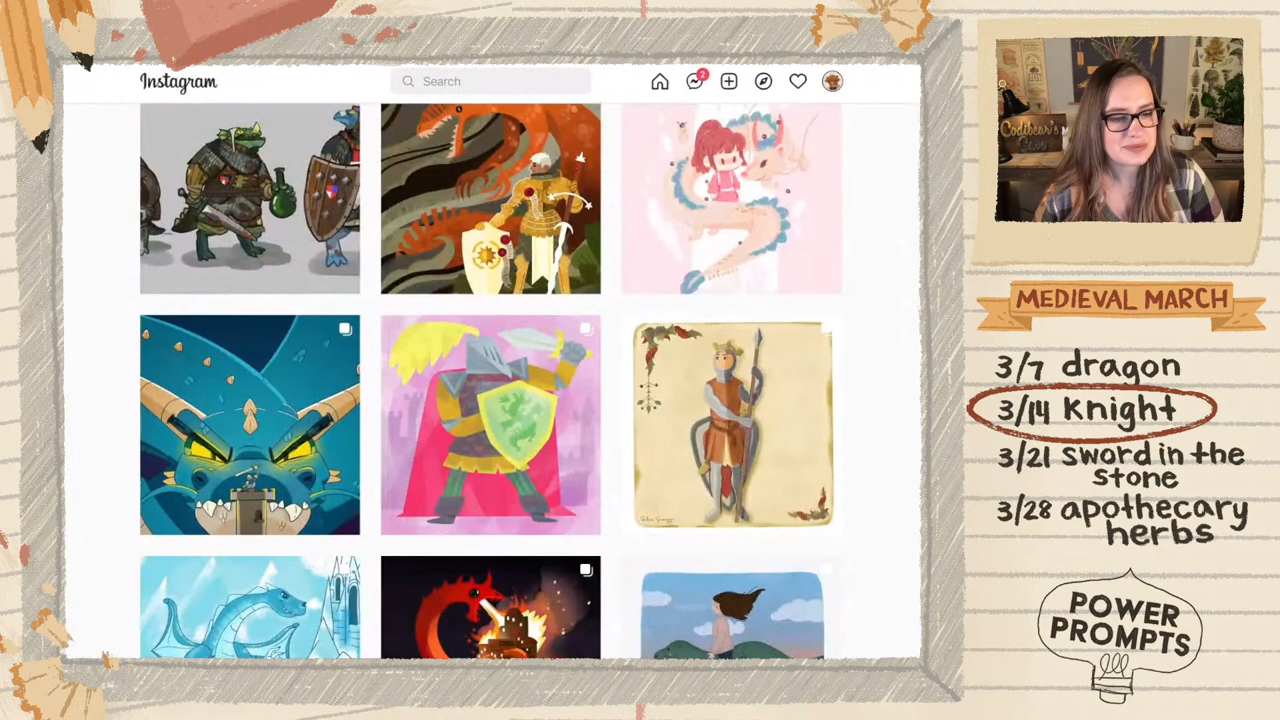 Instagram
Search
2
Codibear's
MEDIEVAL MARCH
3/7 dragon
3/14 knight
3/21 sword in the
stone
3/28 apothecary
herbs
POWER
PROMPTS